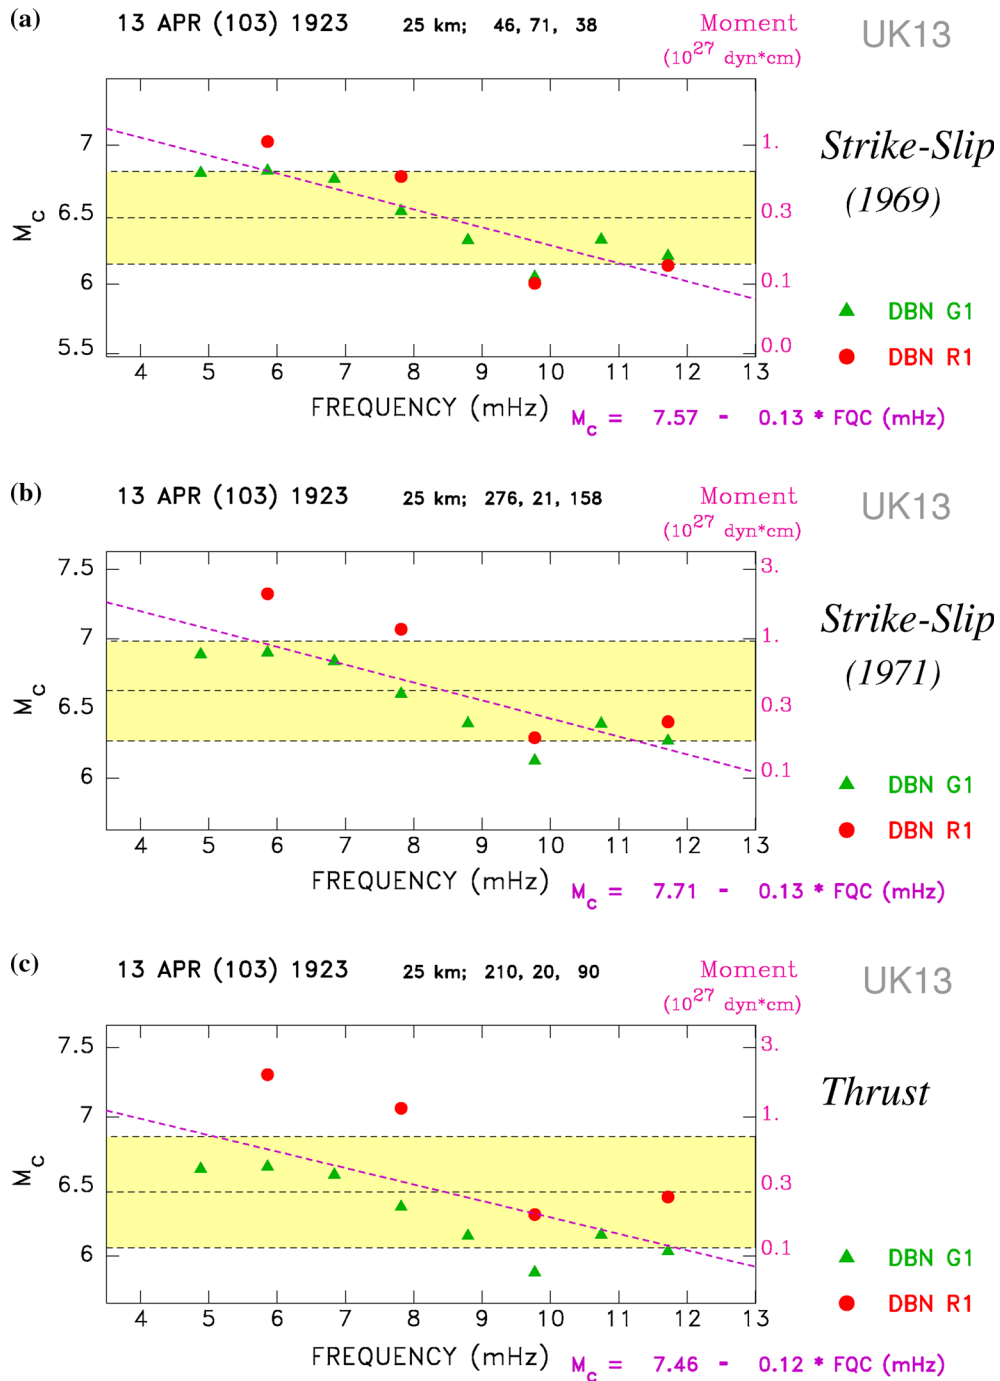 (a) 13 APR (103) 1923 25 km; 46, 71, 38 Moment UK13
(10^27 dyn*cm)
7 1.
Strike-Slip
(1969)
6.5 0.3
M_c
6 0.1
DBN G1
5.5 0.0
DBN R1
4 5 6 7 8 9 10 11 12 13
FREQUENCY (mHz) M_c = 7.57 - 0.13 * FQC (mHz)
(b) 13 APR (103) 1923 25 km; 276, 21, 158 Moment UK13
(10^27 dyn*cm)
7.5 3.
7 1.
Strike-Slip
(1971)
6.5 0.3
M_c
6 0.1
DBN G1
DBN R1
4 5 6 7 8 9 10 11 12 13
FREQUENCY (mHz) M_c = 7.71 - 0.13 * FQC (mHz)
(c) 13 APR (103) 1923 25 km; 210, 20, 90 Moment UK13
(10^27 dyn*cm)
7.5 3.
Thrust
7 1.
6.5 0.3
M_c
6 0.1
DBN G1
DBN R1
4 5 6 7 8 9 10 11 12 13
FREQUENCY (mHz) M_c = 7.46 - 0.12 * FQC (mHz)